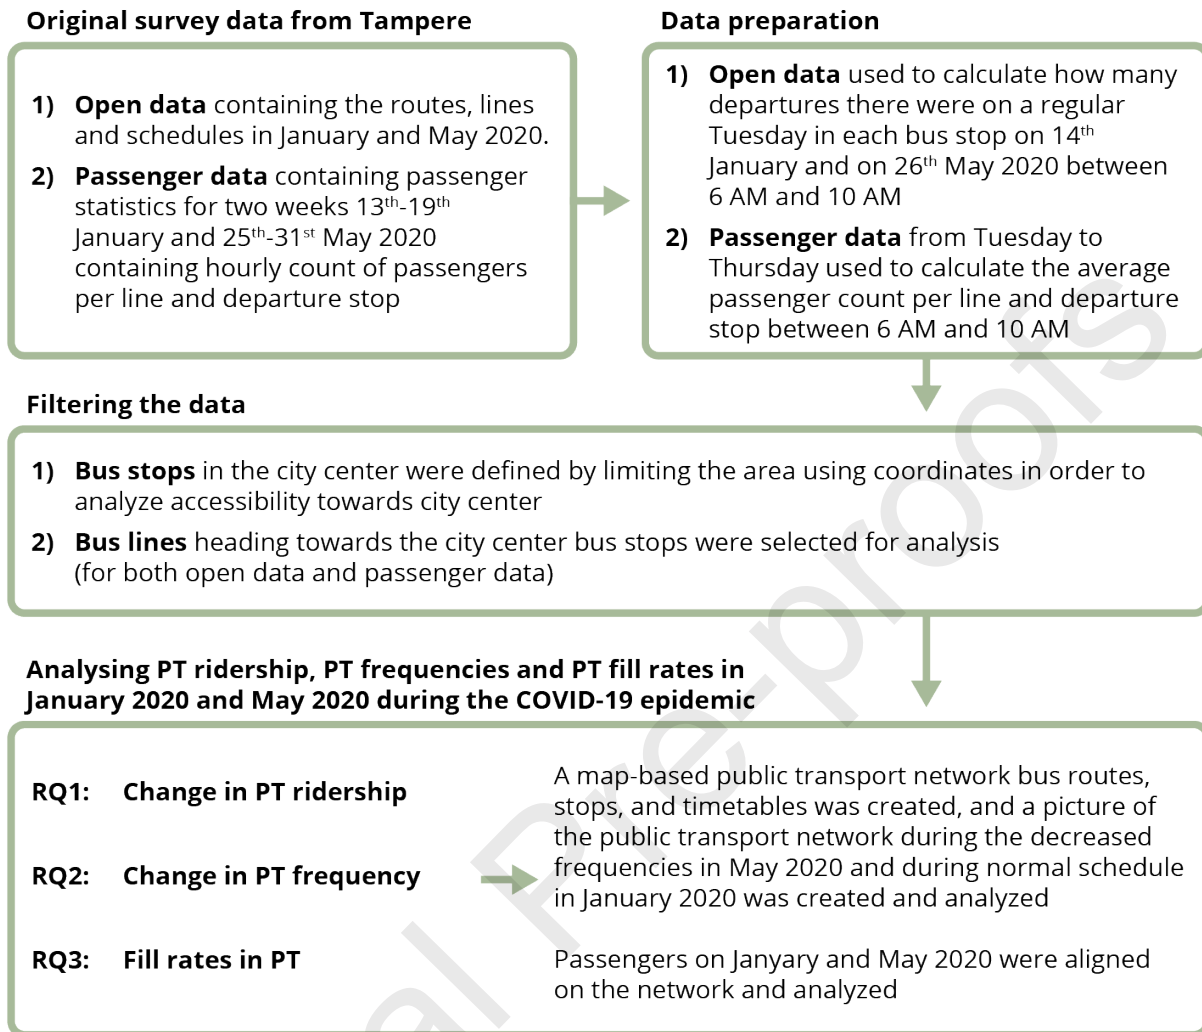 Original survey data from Tampere
1) Open data containing the routes, lines
and schedules in January and May 2020.
2) Passenger data containing passenger
statistics for two weeks 13th-19th
January and 25th-31st May 2020
containing hourly count of passengers
per line and departure stop
Data preparation
1) Open data used to calculate how many
departures there were on a regular
Tuesday in each bus stop on 14th
January and on 26th May 2020 between
6 AM and 10 AM
2) Passenger data from Tuesday to
Thursday used to calculate the average
passenger count per line and departure
stop between 6 AM and 10 AM
Filtering the data
1) Bus stops in the city center were defined by limiting the area using coordinates in order to
analyze accessibility towards city center
2) Bus lines heading towards the city center bus stops were selected for analysis
(for both open data and passenger data)
Analysing PT ridership, PT frequencies and PT fill rates in
January 2020 and May 2020 during the COVID-19 epidemic
RQ1: Change in PT ridership
RQ2: Change in PT frequency
A map-based public transport network bus routes,
stops, and timetables was created, and a picture of
the public transport network during the decreased
frequencies in May 2020 and during normal schedule
in January 2020 was created and analyzed
RQ3: Fill rates in PT
Passengers on Janyary and May 2020 were aligned
on the network and analyzed
al Pre-proofs